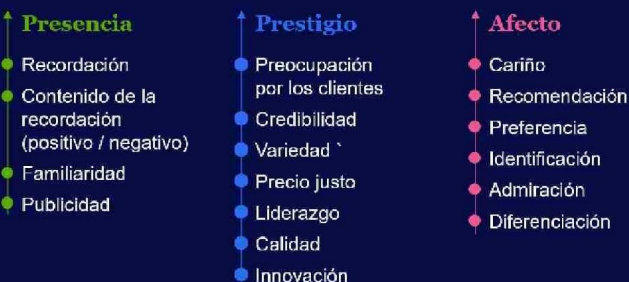 Presencia
Recordación
Contenido de la
recordación
(positivo / negativo)
Familiaridad
Publicidad
Prestigio
Preocupación
por los clientes
Credibilidad
Variedad `
Precio justo
Liderazgo
Calidad
Innovación
Afecto
Cariño
Recomendación
Preferencia
Identificación
Admiración
Diferenciación